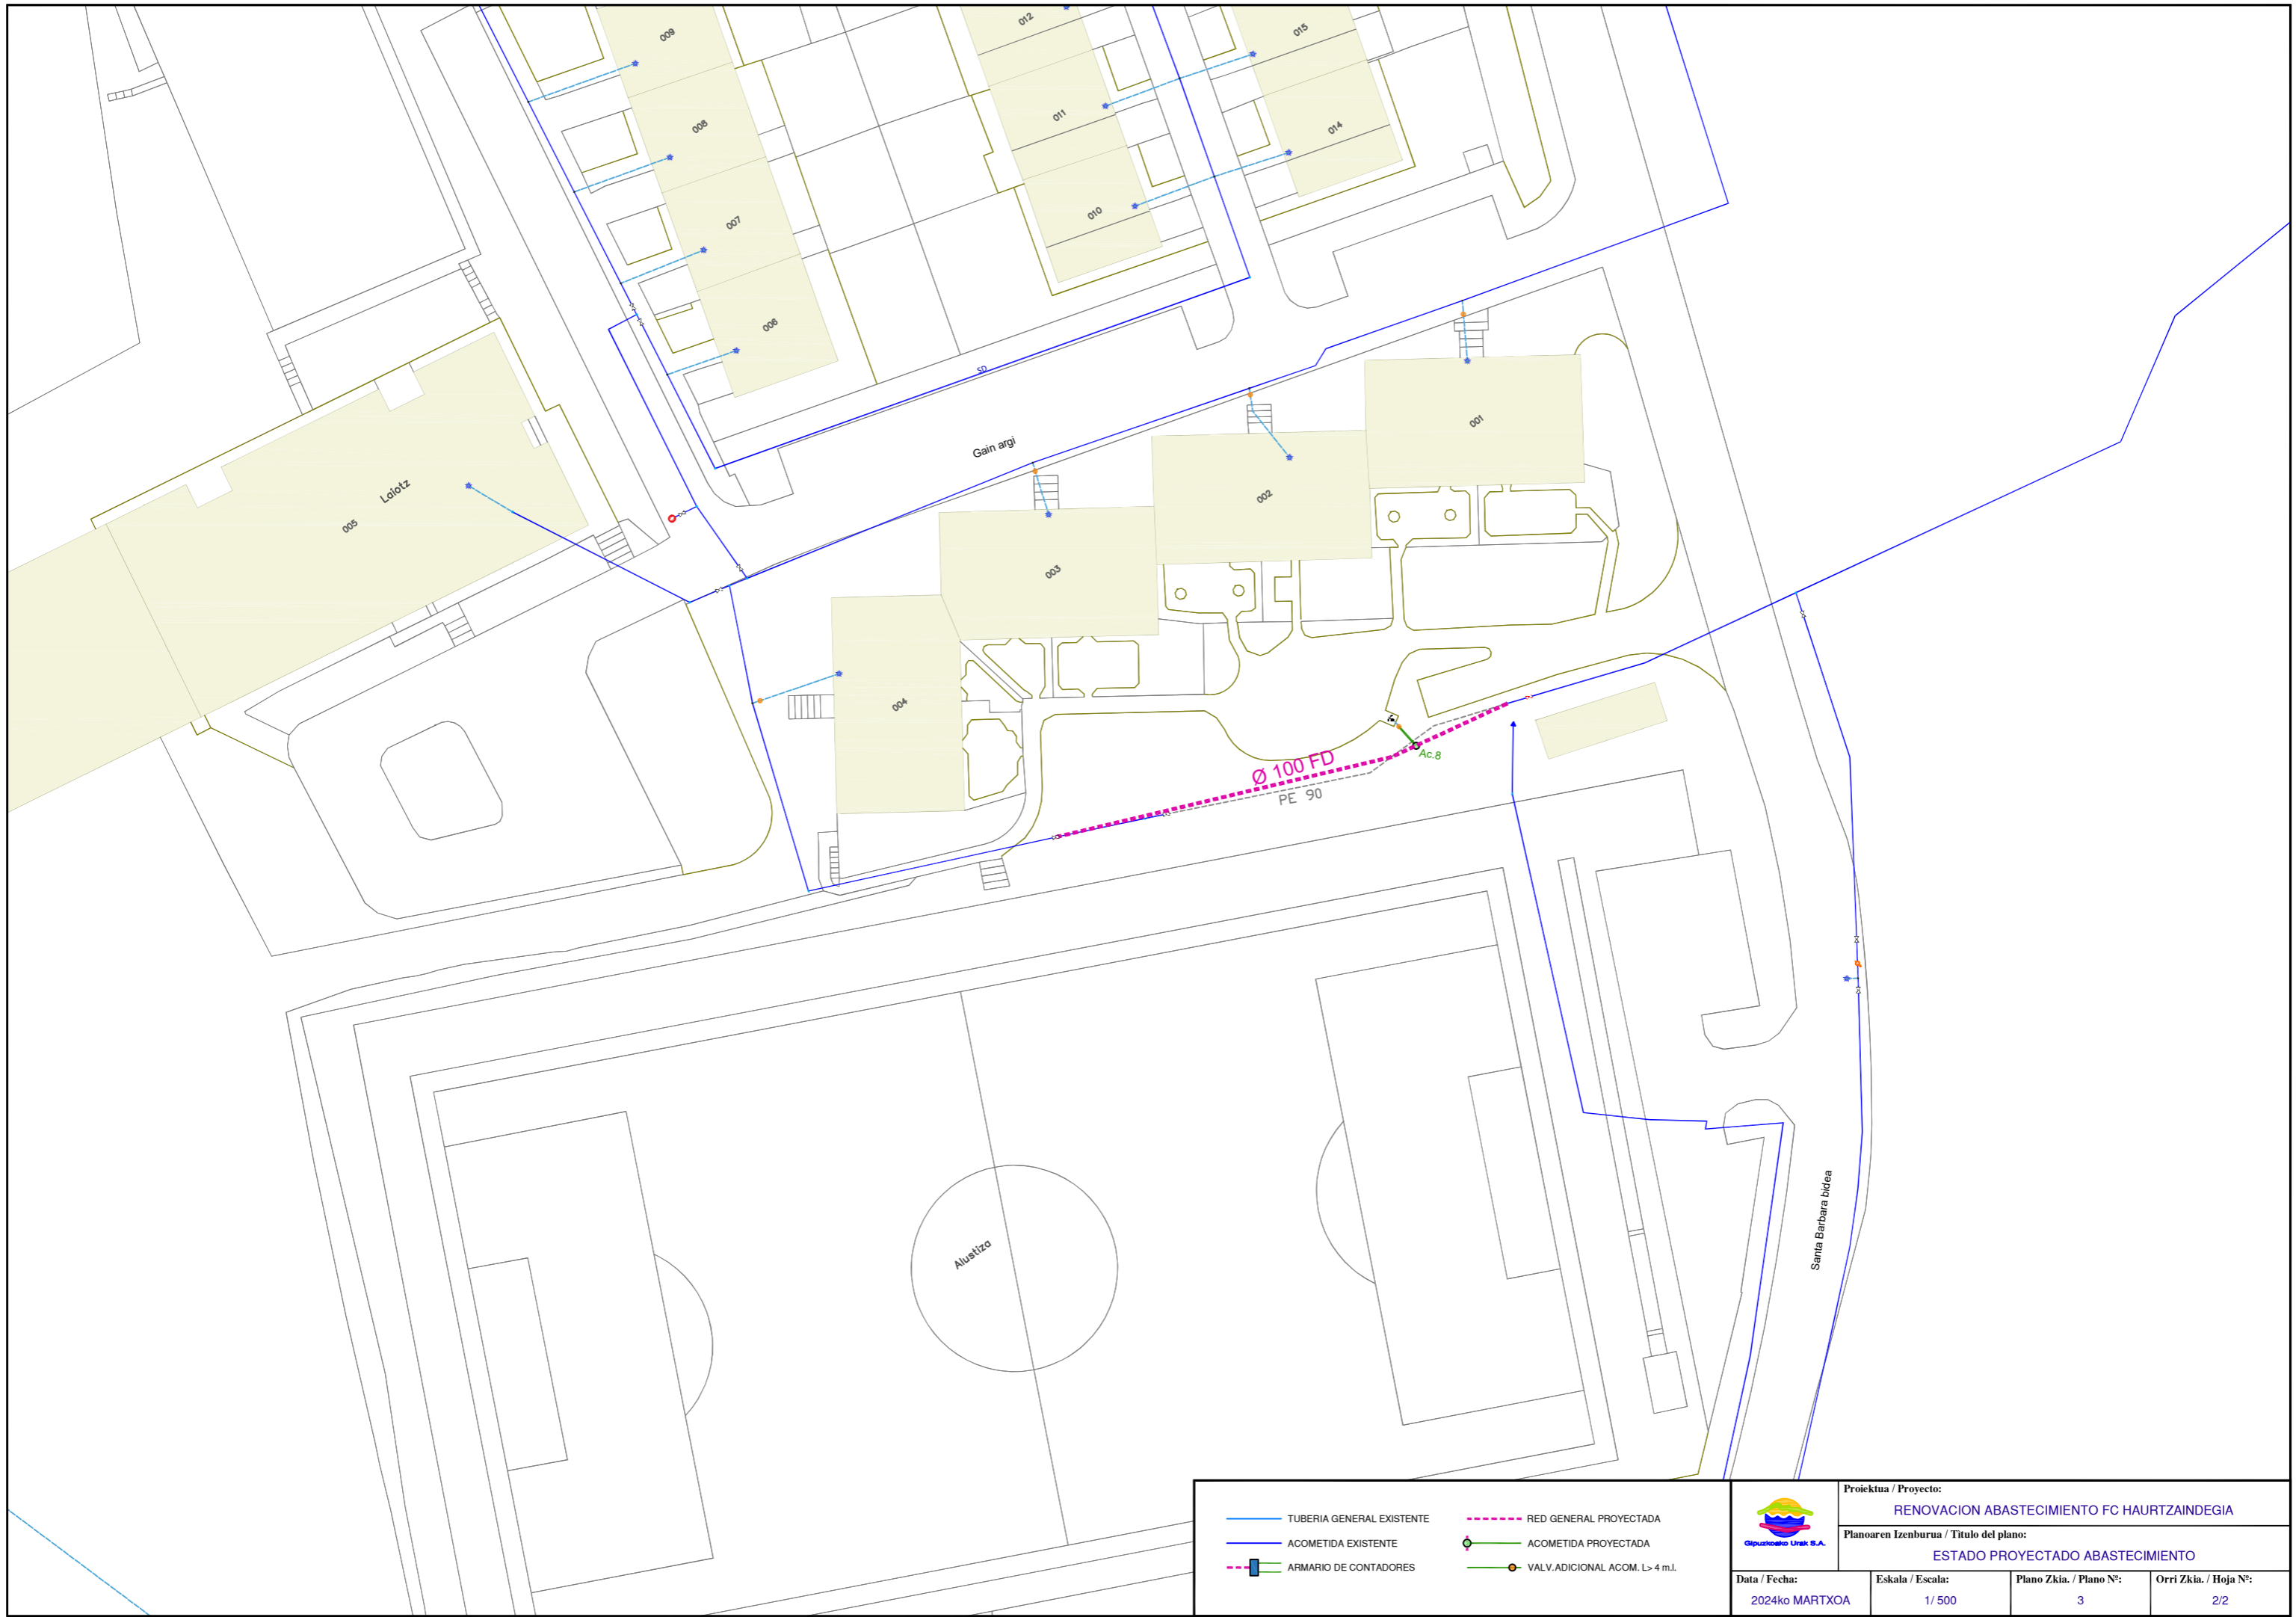 009
012
015
008
011
014
007
010
006
SD
Gain argi
001
Laiotz
005
002
003
004
Ac.8
Ø 100 FD
PE 90
Santa Barbara bidea
Alustiza
TUBERIA GENERAL EXISTENTE
RED GENERAL PROYECTADA
ACOMETIDA EXISTENTE
ACOMETIDA PROYECTADA
ARMARIO DE CONTADORES
VALV.ADICIONAL ACOM. L> 4 m.l.
Gipuzkoako Urak S.A.
Proiektua / Proyecto:
RENOVACION ABASTECIMIENTO FC HAURTZAINDEGIA
Planoaren Izenburua / Titulo del plano:
ESTADO PROYECTADO ABASTECIMIENTO
Data / Fecha:
2024ko MARTXOA
Eskala / Escala:
1/ 500
Plano Zkia. / Plano Nº:
3
Orri Zkia. / Hoja Nº:
2/2